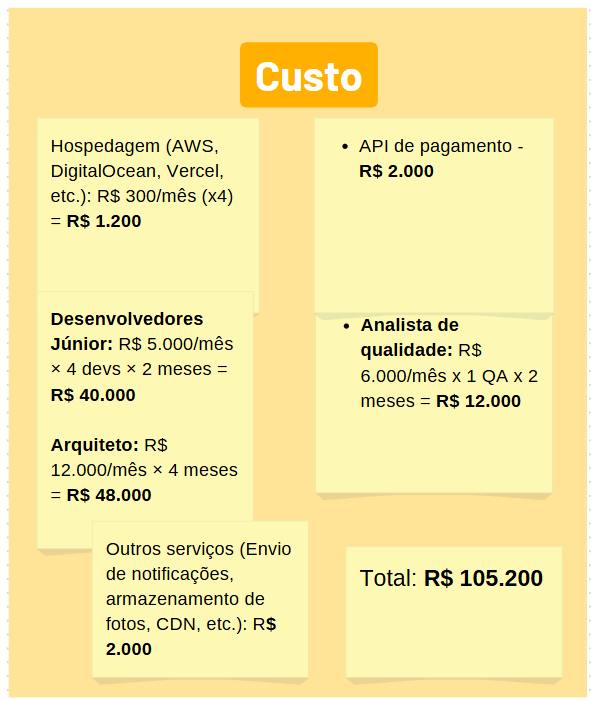 Custo
Hospedagem (AWS,
DigitalOcean, Vercel,
etc.): R$ 300/mês (x4)
= R$ 1.200
• API de pagamento -
R$ 2.000
Desenvolvedores
Júnior: R$ 5.000/mês
× 4 devs × 2 meses =
R$ 40.000
Arquiteto: R$
12.000/mês × 4 meses
= R$ 48.000
• Analista de
qualidade: R$
6.000/mês x 1 QA x 2
meses = R$ 12.000
Outros serviços (Envio
de notificações,
armazenamento de
fotos, CDN, etc.): R$
2.000
Total: R$ 105.200